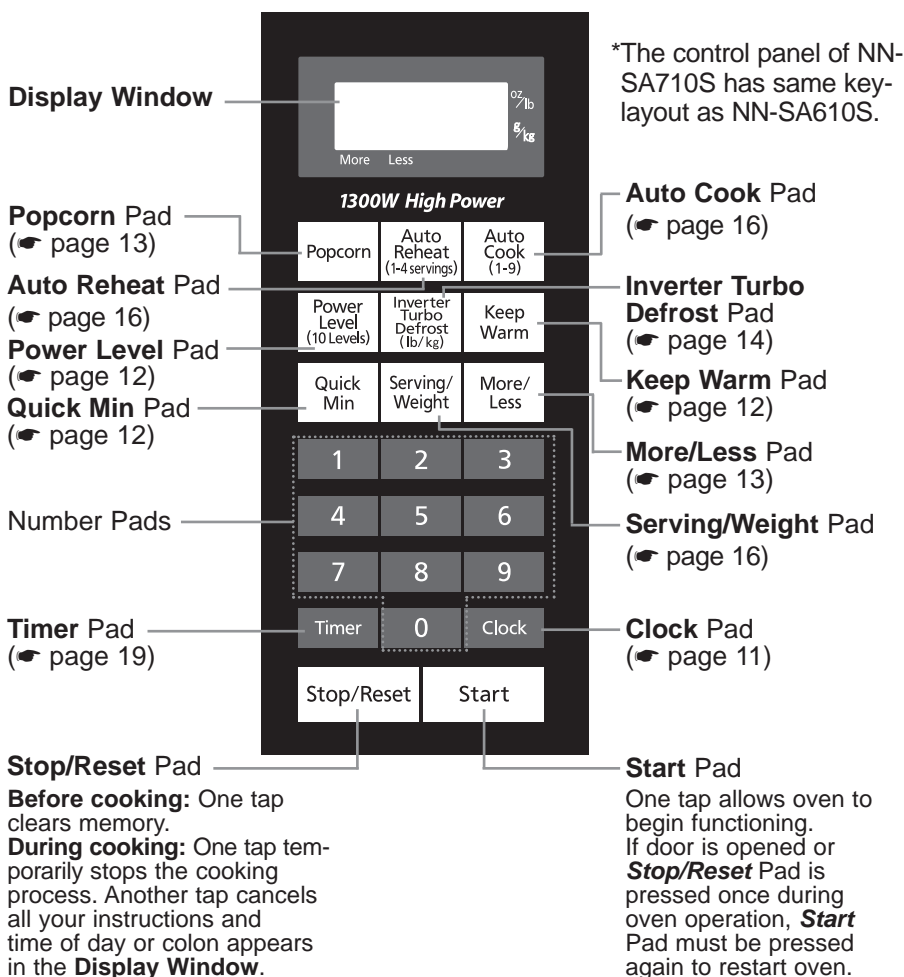 *The control panel of NN-
SA710S has same key-
layout as NN-SA610S.
Display Window
oz/lb
g/kg
More Less
1300W High Power
Popcorn Pad
(☛ page 13)
Auto Reheat Pad
(☛ page 16)
Power Level Pad
(☛ page 12)
Quick Min Pad
(☛ page 12)
Number Pads
Timer Pad
(☛ page 19)
Popcorn
Auto
Reheat
(1-4 servings)
Auto
Cook
(1-9)
Power
Level
(10 Levels)
Inverter
Turbo
Defrost
(lb/kg)
Keep
Warm
Quick
Min
Serving/
Weight
More/
Less
1 2 3
4 5 6
7 8 9
Timer 0 Clock
Stop/Reset Start
Auto Cook Pad
(☛ page 16)
Inverter Turbo
Defrost Pad
(☛ page 14)
Keep Warm Pad
(☛ page 12)
More/Less Pad
(☛ page 13)
Serving/Weight Pad
(☛ page 16)
Clock Pad
(☛ page 11)
Stop/Reset Pad
Before cooking: One tap
clears memory.
During cooking: One tap tem-
porarily stops the cooking
process. Another tap cancels
all your instructions and
time of day or colon appears
in the Display Window.
Start Pad
One tap allows oven to
begin functioning.
If door is opened or
Stop/Reset Pad is
pressed once during
oven operation, Start
Pad must be pressed
again to restart oven.